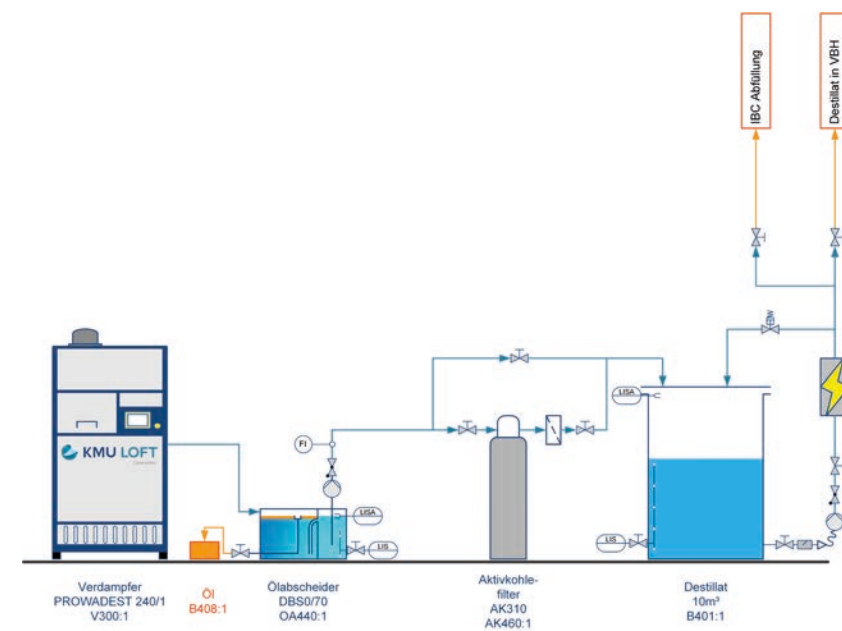 IBC Abfüllung
Destillat in VBH
LISA
FI
KMU LOFT
LISA
LIS
LIS
Verdampfer
PROWADEST 240/1
V300:1
Öl
B408:1
Ölabscheider
DBS0/70
OA440:1
Aktivkohle-
filter
AK310
AK460:1
Destillat
10m³
B401:1